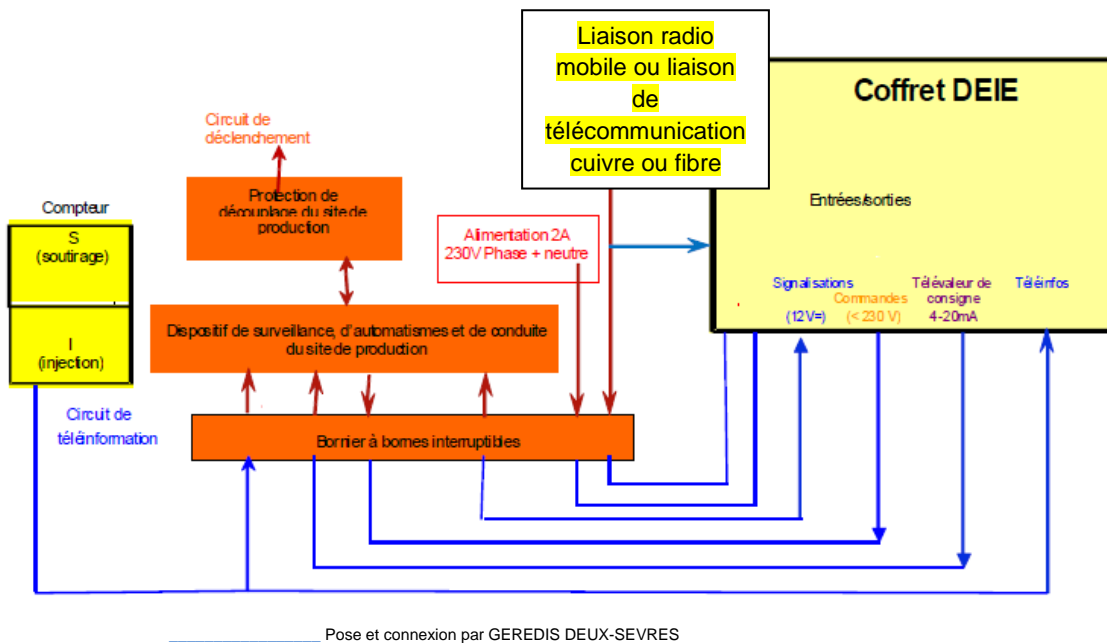 Liaison radio
mobile ou liaison
de
télécommunication
cuivre ou fibre
Coffret DEIE
Circuit de
déclenchement
Protection de
découplage du site de
production
Entrées/sorties
Compteur
S
(soutirage)
I
(injection)
Alimentation 2A
230V Phase + neutre
Signalisations
(12V=)
Commandes
(< 230 V)
Télévaleur de
consigne
4-20mA
Téléinfos
Dispositif de surveillance, d'automatismes et de conduite
du site de production
Circuit de
téléinformation
Bornier à bornes interruptibles
Pose et connexion par GEREDIS DEUX-SEVRES